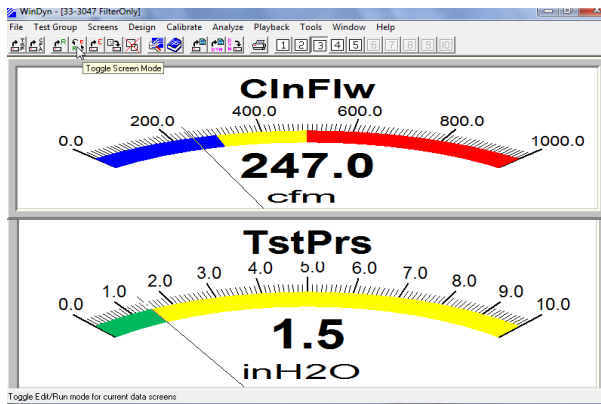 WinDyn - [33-3047 FilterOnly]
File Test Group Screens Design Calibrate Analyze Playback Tools Window Help
1 2 3 4 5 6 7 8 9 10
Toggle Screen Mode
ClnFlw
0.0 200.0 400.0 600.0 800.0 1000.0
247.0
cfm
TstPrs
0.0 1.0 2.0 3.0 4.0 5.0 6.0 7.0 8.0 9.0 10.0
1.5
inH2O
Toggle Edit/Run mode for current data screens